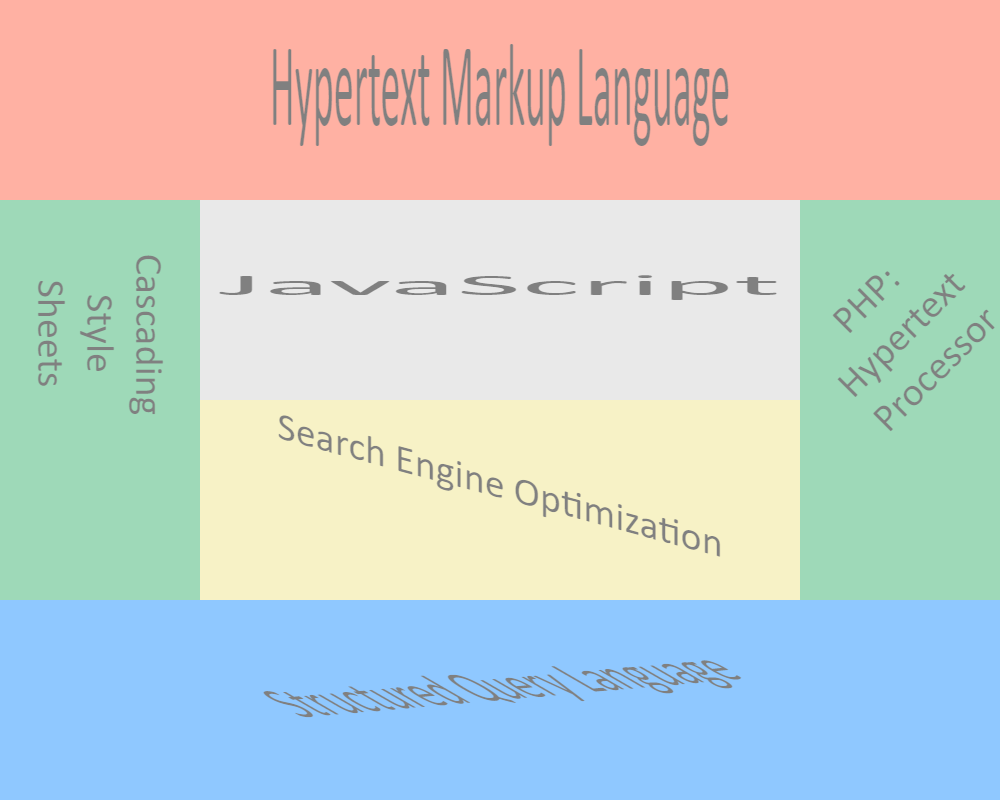 Hypertext Markup Language
Cascading
Style
Sheets
JavaScript
PHP:
Hypertext
Processor
Search Engine Optimization
Structured Query Language